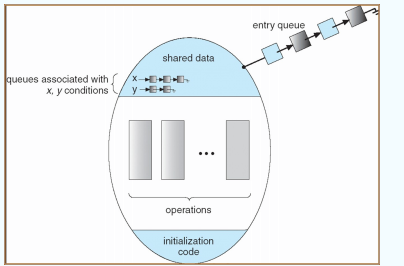 entry queue
shared data
queues associated with
x, y conditions
x
y
...
operations
initialization
code